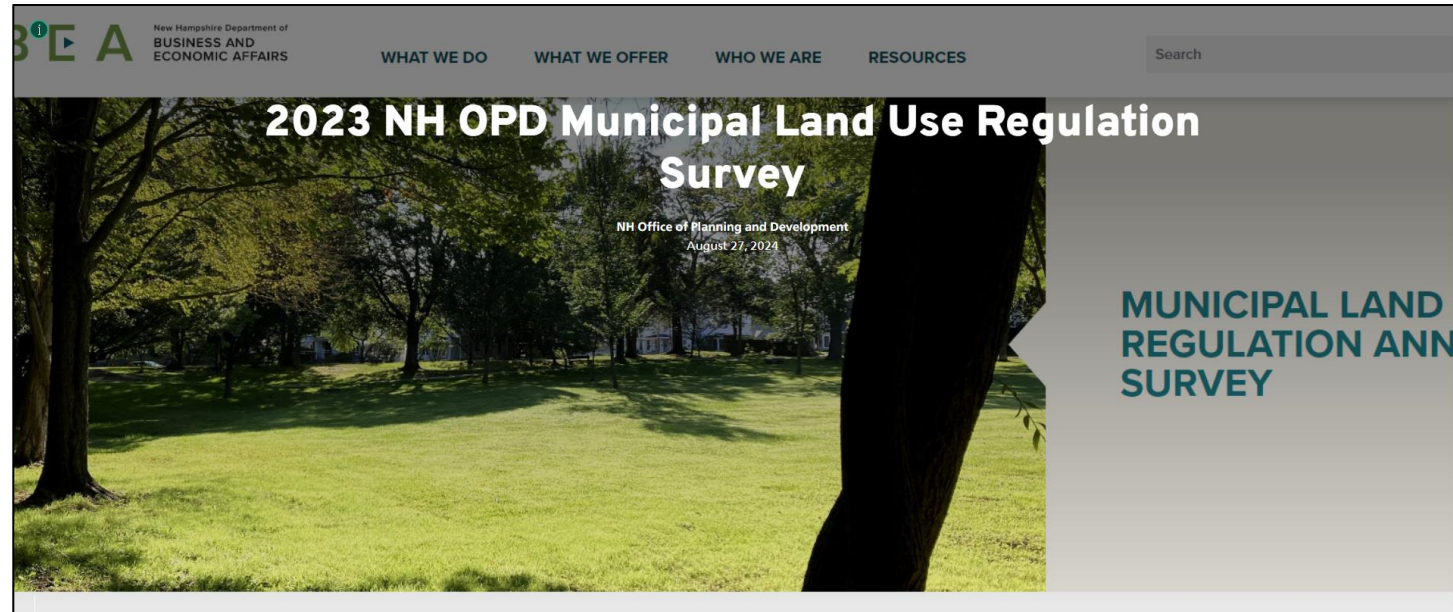 BEA
New Hampshire Department of
BUSINESS AND
ECONOMIC AFFAIRS
WHAT WE DO
WHAT WE OFFER
WHO WE ARE
RESOURCES
Search
2023 NH OPD Municipal Land Use Regulation
Survey
NH Office of Planning and Development
August 27, 2024
MUNICIPAL LAND
REGULATION ANN
SURVEY